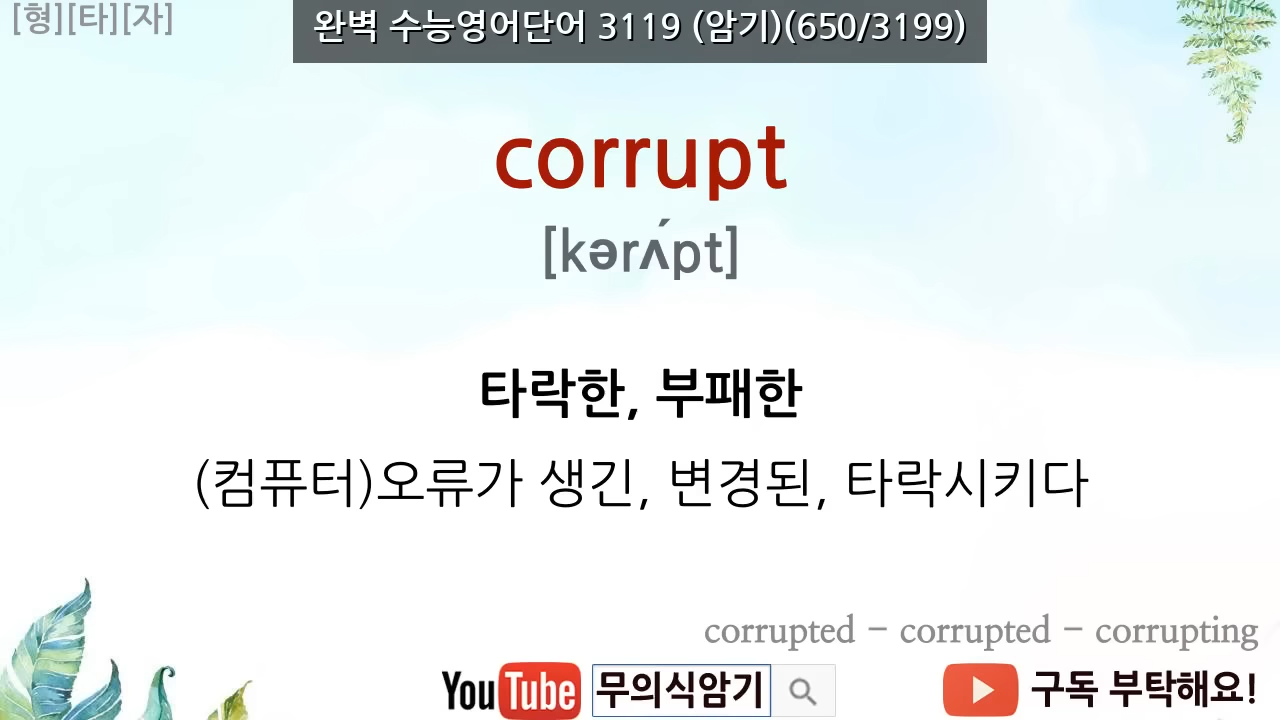 [형][타][자]
완벽 수능영어단어 3119 (암기)(650/3199)
corrupt
[kərʌ́pt]
타락한, 부패한
(컴퓨터)오류가 생긴, 변경된, 타락시키다
corrupted - corrupted - corrupting
YouTube 무의식암기
구독 부탁해요!